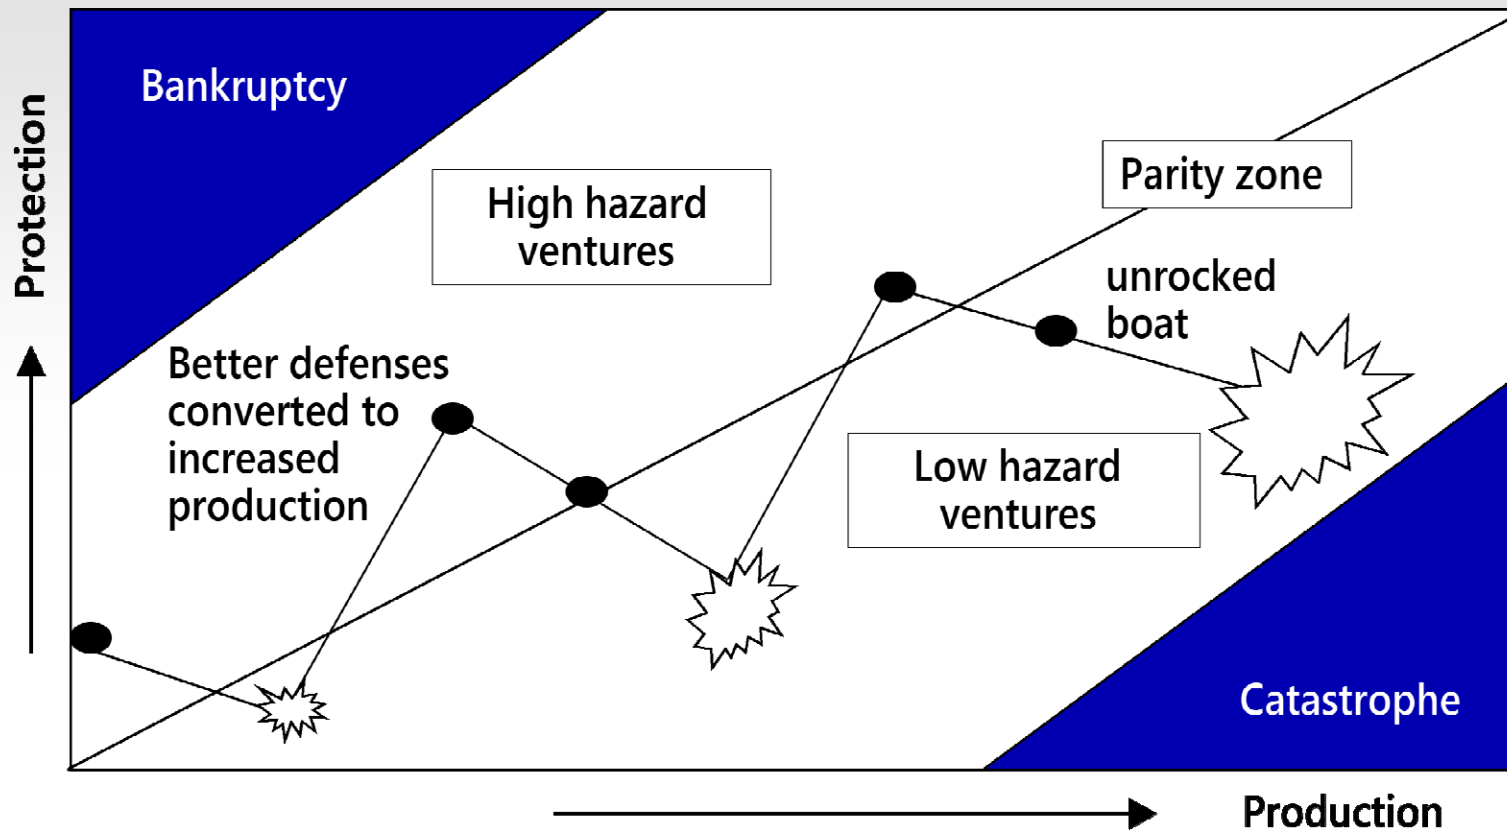 Bankruptcy
Protection
High hazard
ventures
Parity zone
unrocked
boat
Better defenses
converted to
increased
production
Low hazard
ventures
Catastrophe
Production